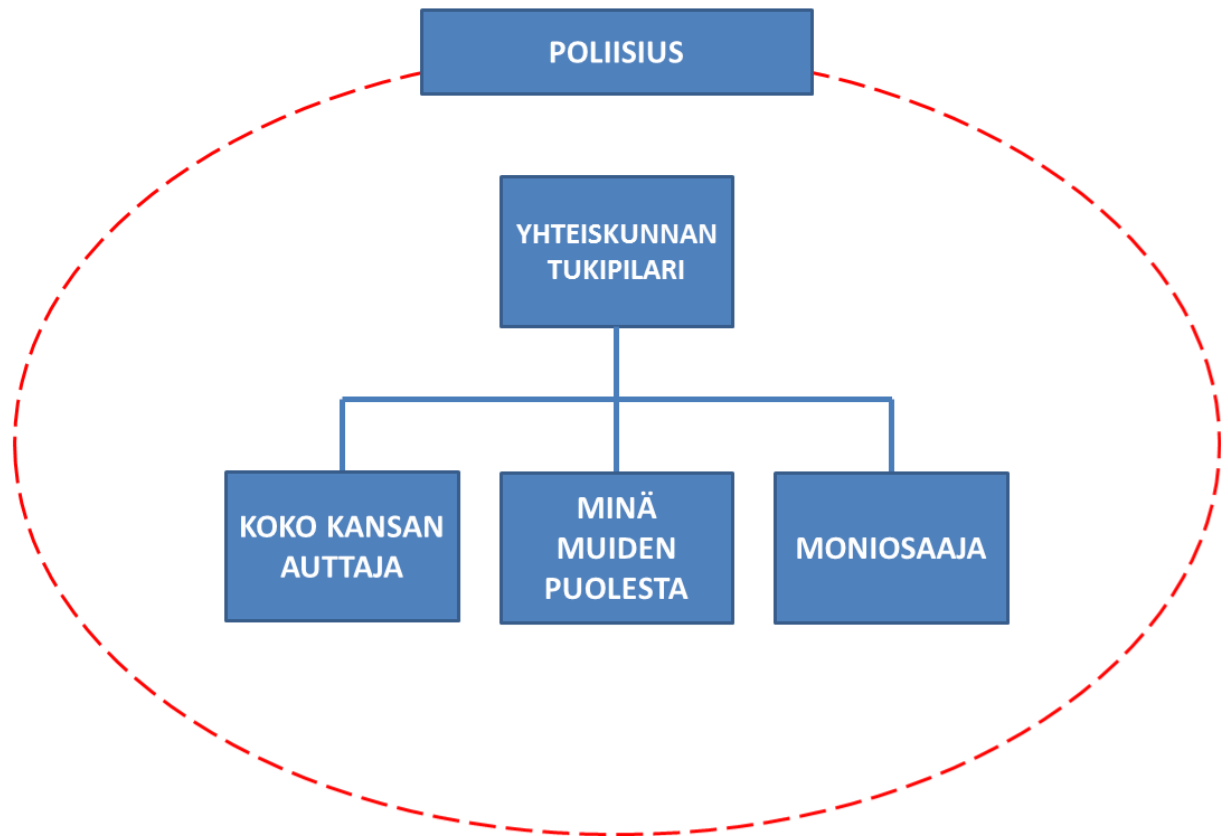 POLIISIUS
YHTEISKUNNAN
TUKIPILARI
KOKO KANSAN
AUTTAJA
MINÄ
MUIDEN
PUOLESTA
MONIOSAAJA